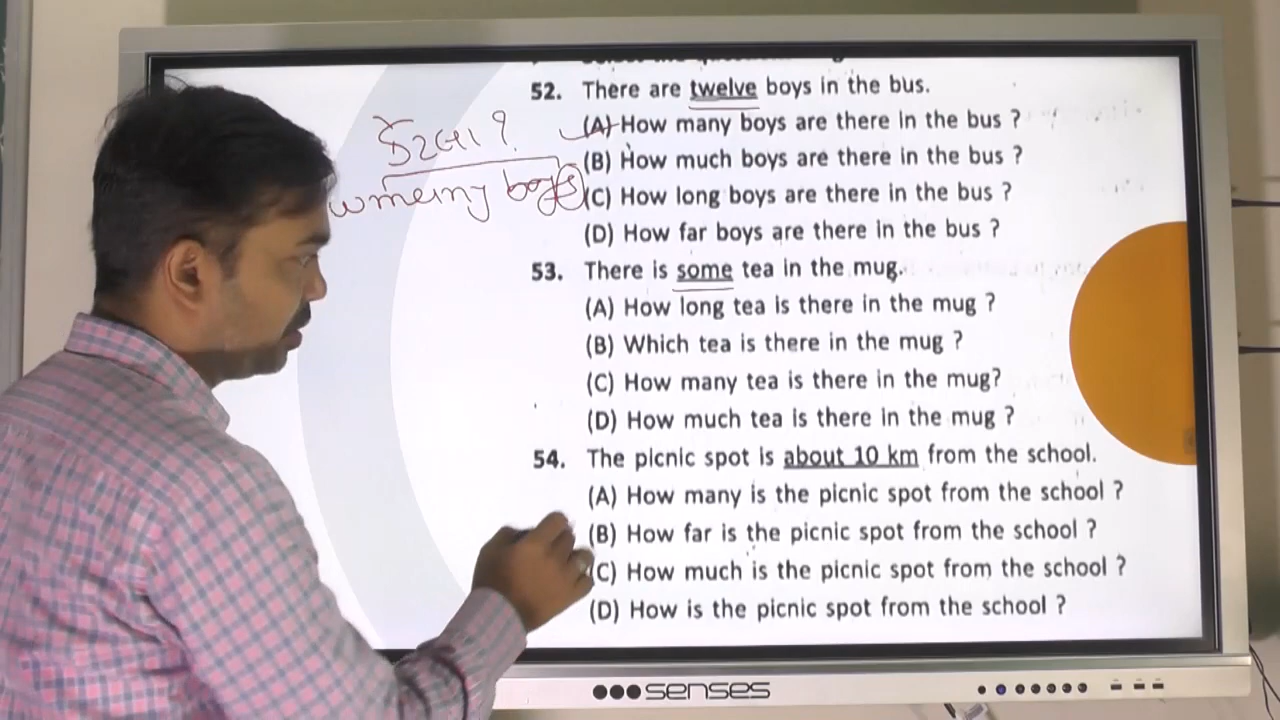 52. There are twelve boys in the bus.
(A) How many boys are there in the bus ?
(B) How much boys are there in the bus ?
(C) How long boys are there in the bus ?
(D) How far boys are there in the bus ?
53. There is some tea in the mug.
(A) How long tea is there in the mug ?
(B) Which tea is there in the mug ?
(C) How many tea is there in the mug?
(D) How much tea is there in the mug ?
54. The picnic spot is about 10 km from the school.
(A) How many is the picnic spot from the school ?
(B) How far is the picnic spot from the school ?
(C) How much is the picnic spot from the school ?
(D) How is the picnic spot from the school ?
કેટલા ?
boys
senses